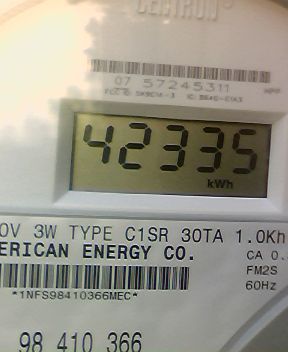 CENTRON®
07 57245311
42335
kWh
0V 3W TYPE C1SR 30TA 1.0Kh
ERICAN ENERGY CO.
CA 0.
FM2S
60Hz
*1NFS98410366MEC*
98 410 366